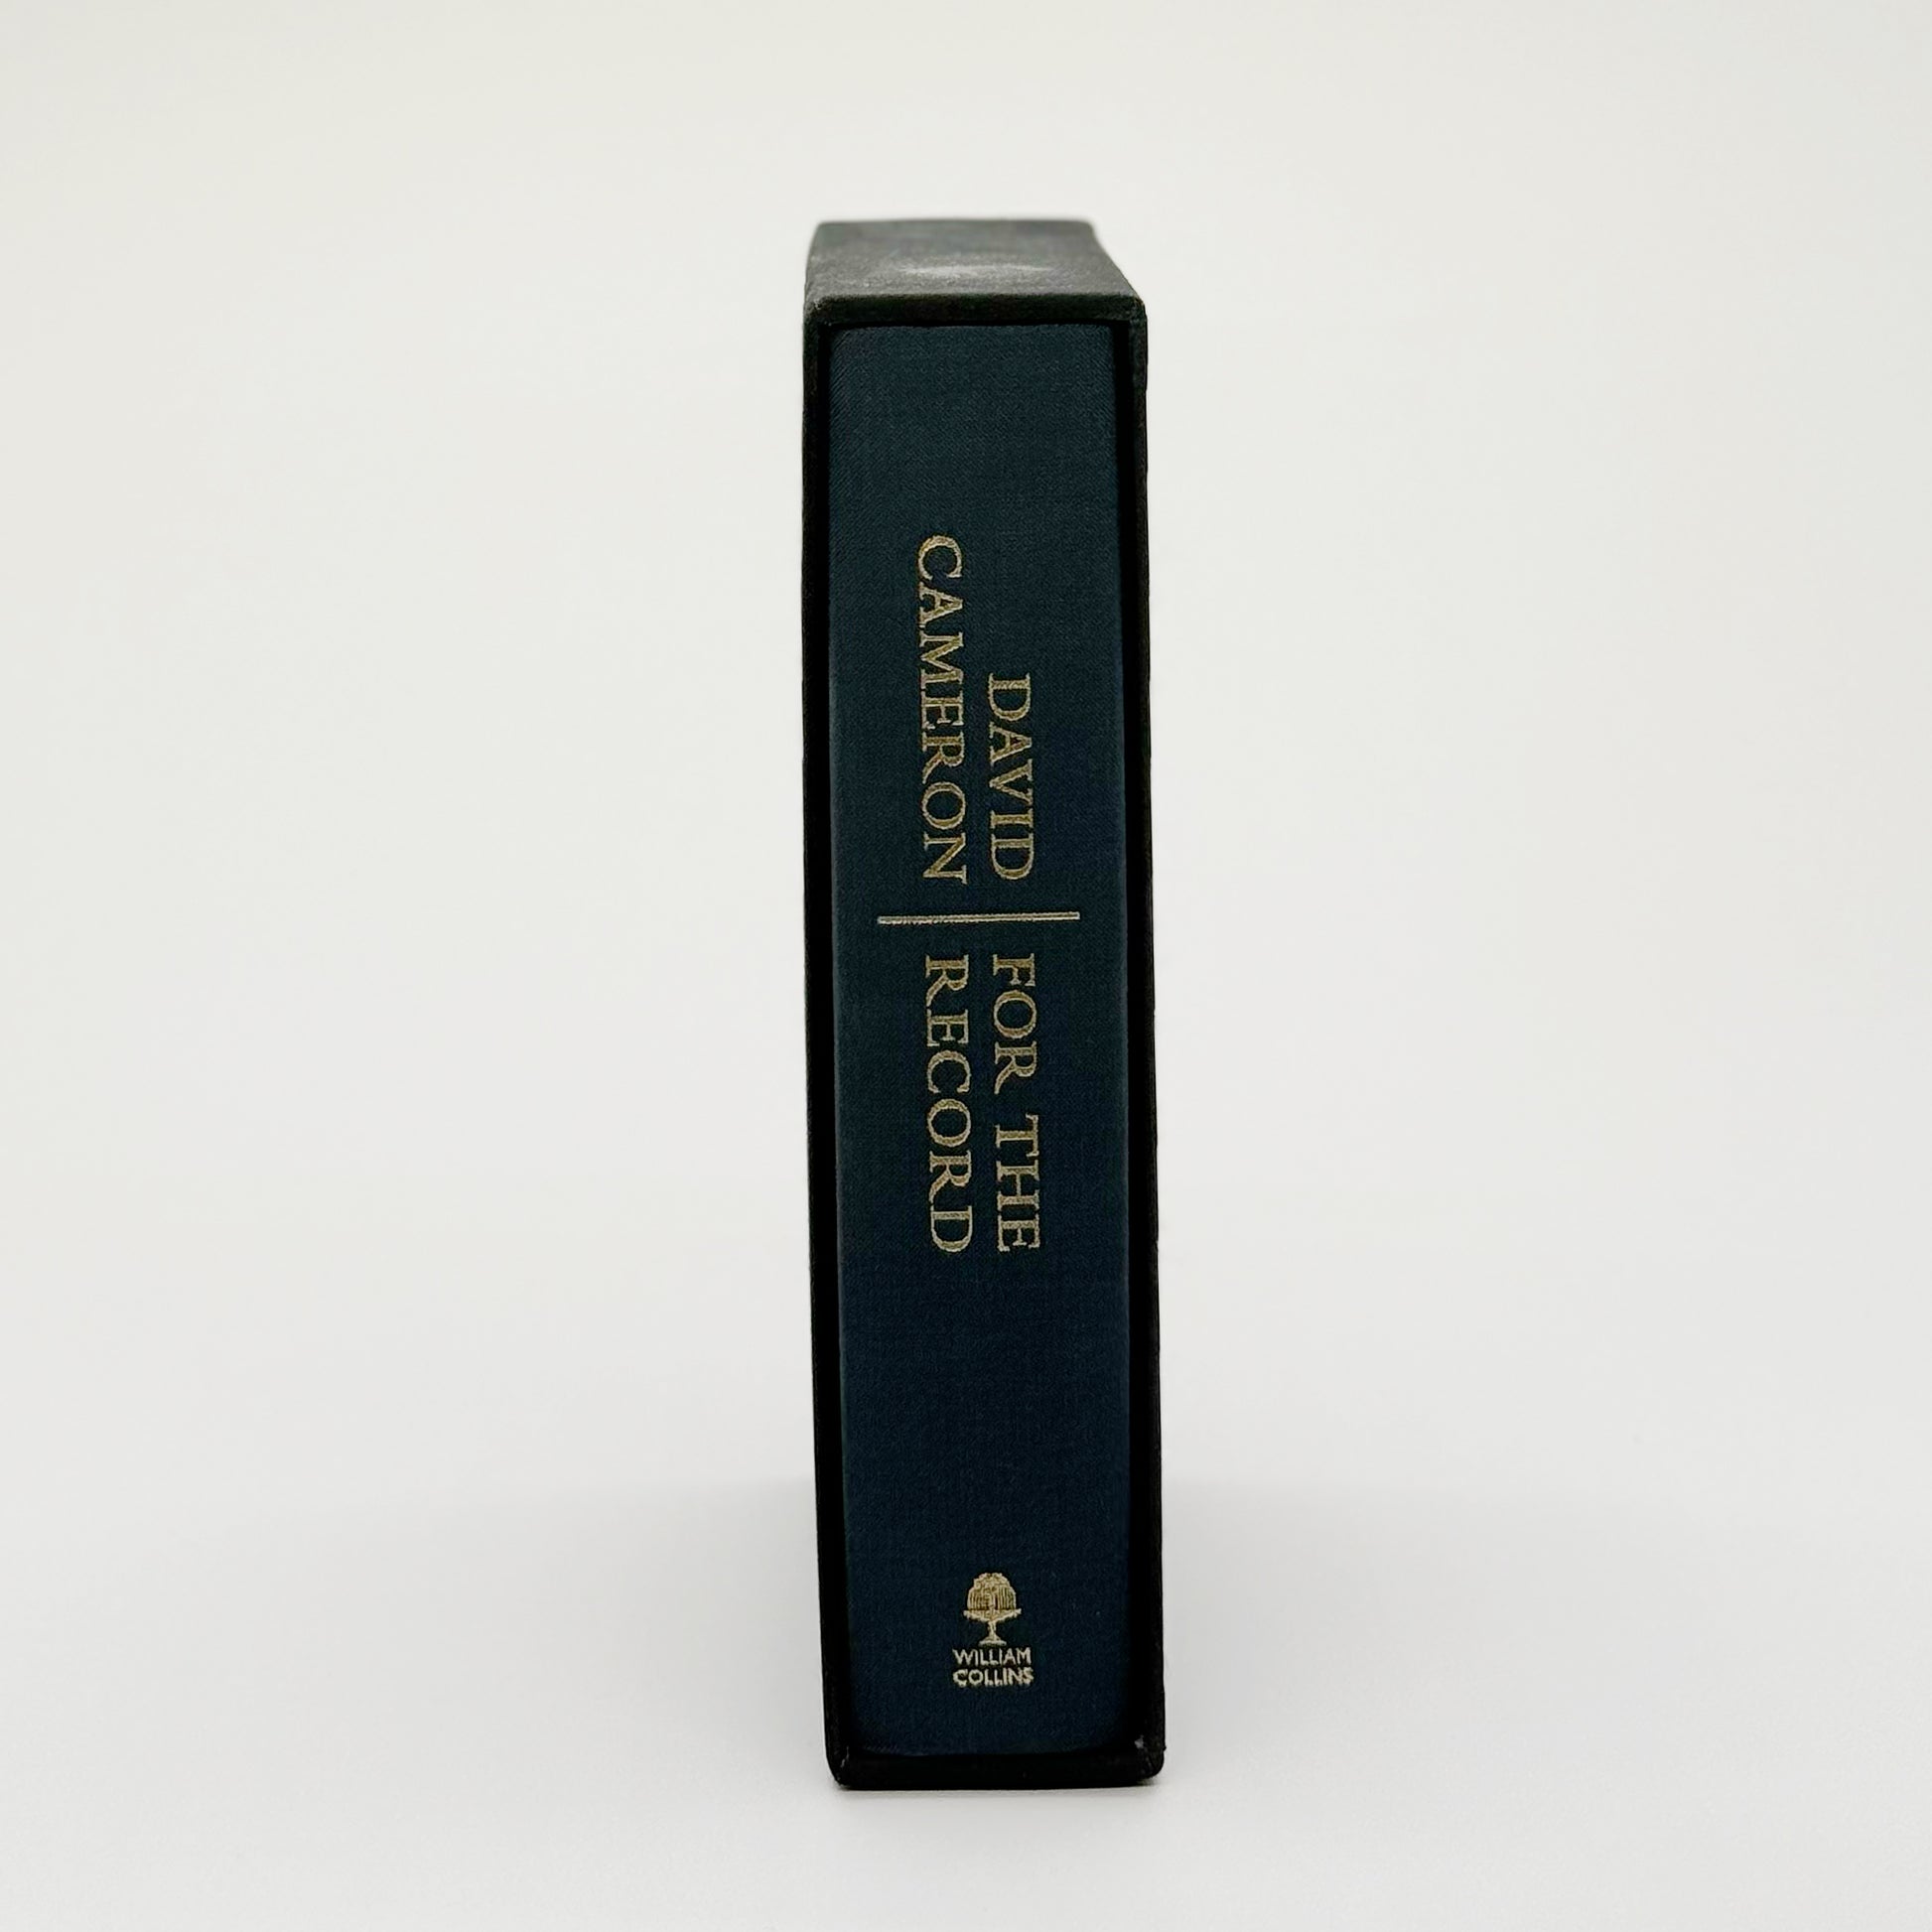 DAVID
CAMERON
FOR THE
RECORD
WILLIAM
COLLINS